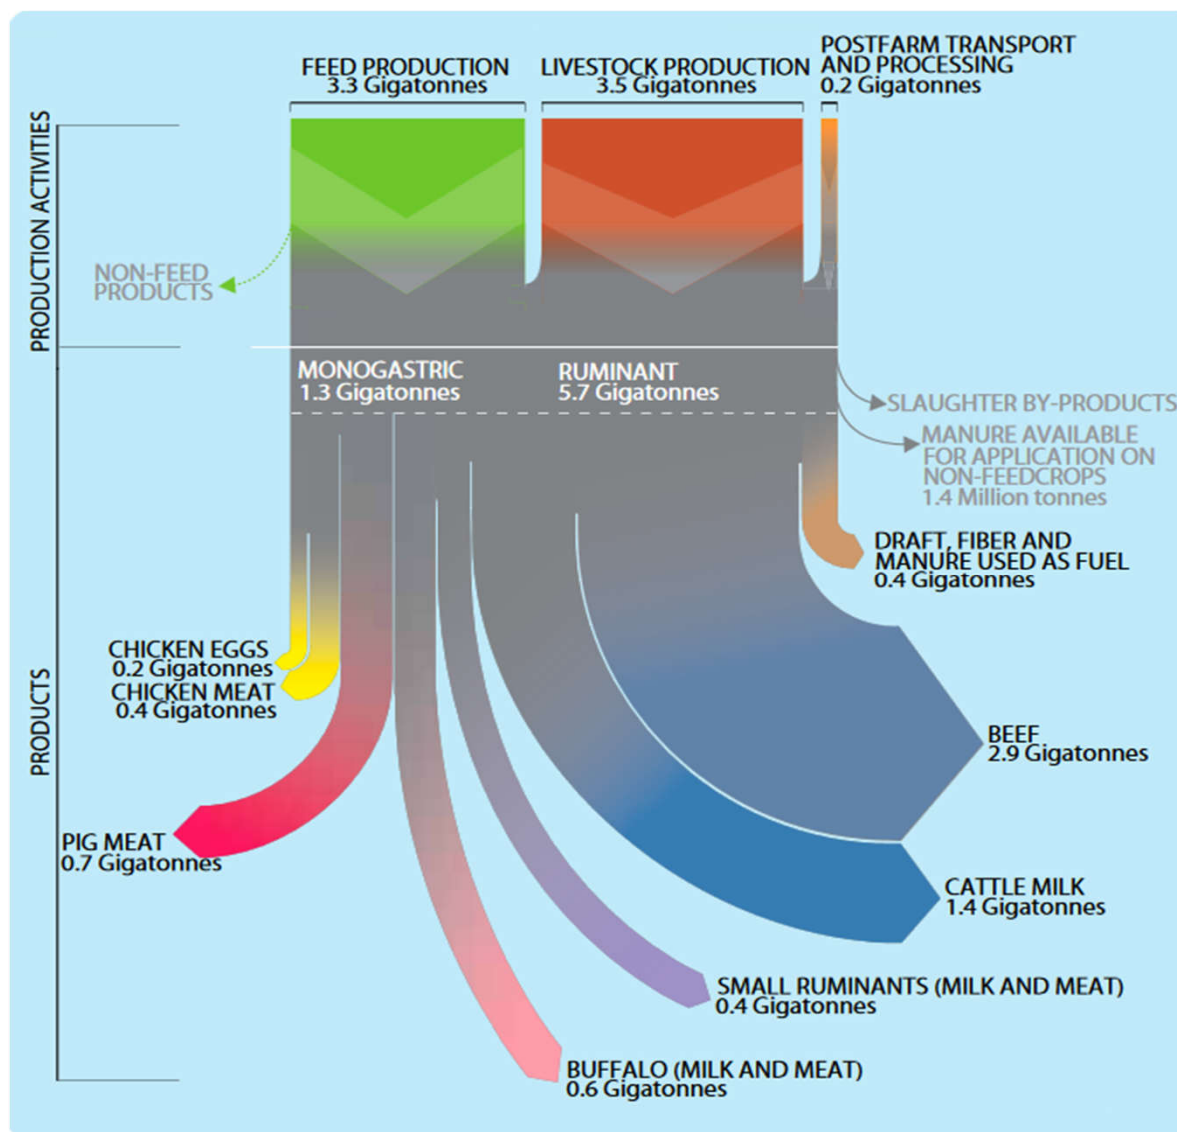 FEED PRODUCTION
3.3 Gigatonnes
LIVESTOCK PRODUCTION
3.5 Gigatonnes
POSTFARM TRANSPORT
AND PROCESSING
0.2 Gigatonnes
PRODUCTION ACTIVITIES
NON-FEED
PRODUCTS
MONOGASTRIC
1.3 Gigatonnes
RUMINANT
5.7 Gigatonnes
SLAUGHTER BY-PRODUCTS
MANURE AVAILABLE
FOR APPLICATION ON
NON-FEEDCROPS
1.4 Million tonnes
DRAFT, FIBER AND
MANURE USED AS FUEL
0.4 Gigatonnes
PRODUCTS
CHICKEN EGGS
0.2 Gigatonnes
CHICKEN MEAT
0.4 Gigatonnes
BEEF
2.9 Gigatonnes
PIG MEAT
0.7 Gigatonnes
CATTLE MILK
1.4 Gigatonnes
SMALL RUMINANTS (MILK AND MEAT)
0.4 Gigatonnes
BUFFALO (MILK AND MEAT)
0.6 Gigatonnes